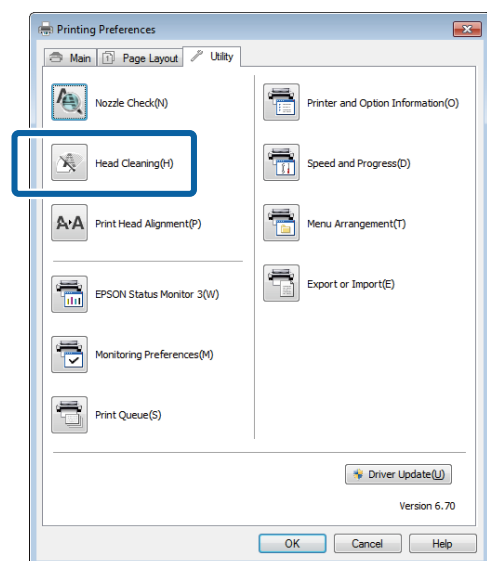 Printing Preferences
Main
Page Layout
Utility
Nozzle Check(N)
Head Cleaning(H)
Print Head Alignment(P)
EPSON Status Monitor 3(W)
Monitoring Preferences(M)
Print Queue(S)
Printer and Option Information(O)
Speed and Progress(D)
Menu Arrangement(T)
Export or Import(E)
Driver Update(U)
Version 6.70
OK
Cancel
Help